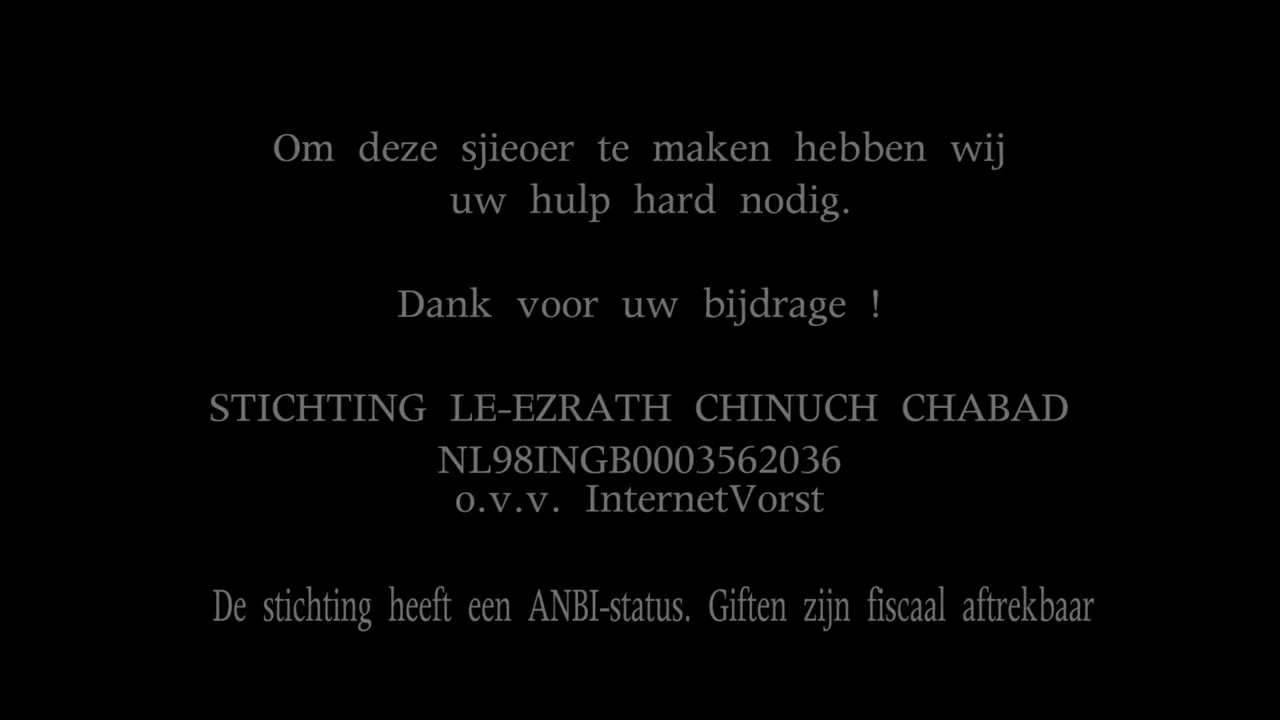 Om deze sjieoer te maken hebben wij
uw hulp hard nodig.
Dank voor uw bijdrage !
STICHTING LE-EZRATH CHINUCH CHABAD
NL98INGB0003562036
o.v.v. InternetVorst
De stichting heeft een ANBI-status. Giften zijn fiscaal aftrekbaar